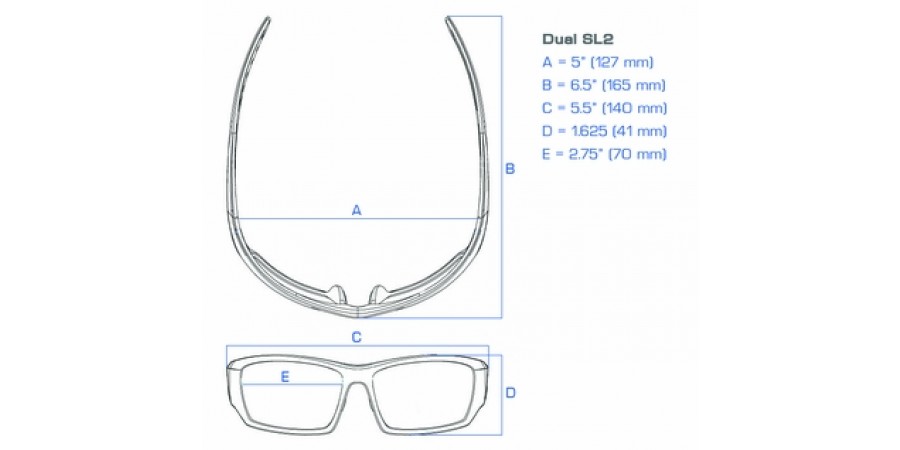 Dual SL2
A = 5" (127 mm)
B = 6.5" (165 mm)
C = 5.5" (140 mm)
D = 1.625 (41 mm)
E = 2.75" (70 mm)
B
A
C
E
D